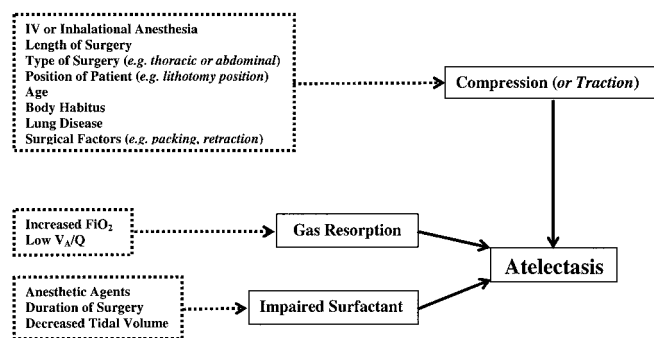 IV or Inhalational Anesthesia
Length of Surgery
Type of Surgery (e.g. thoracic or abdominal)
Position of Patient (e.g. lithotomy position)
Age
Body Habitus
Lung Disease
Surgical Factors (e.g. packing, retraction)
Compression (or Traction)
Increased FiO₂
Low VA/Q
Gas Resorption
Atelectasis
Anesthetic Agents
Duration of Surgery
Decreased Tidal Volume
Impaired Surfactant